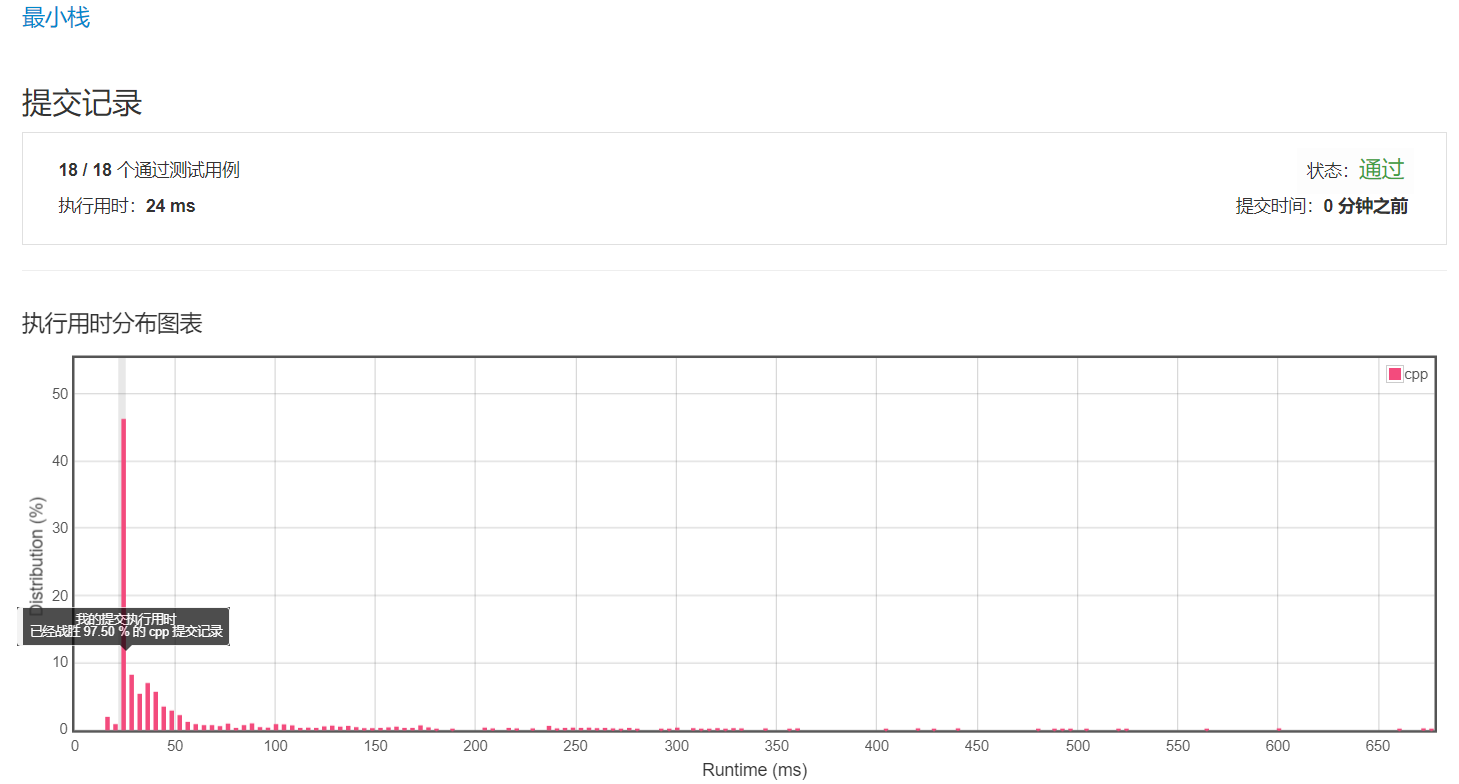 最小栈
提交记录
18 / 18 个通过测试用例
状态：通过
执行用时：24 ms
提交时间：0 分钟之前
执行用时分布图表
cpp
50
40
30
20
10
0
Distribution (%)
我的提交执行用时
已经战胜 97.50 % 的 cpp 提交记录
0 50 100 150 200 250 300 350 400 450 500 550 600 650
Runtime (ms)